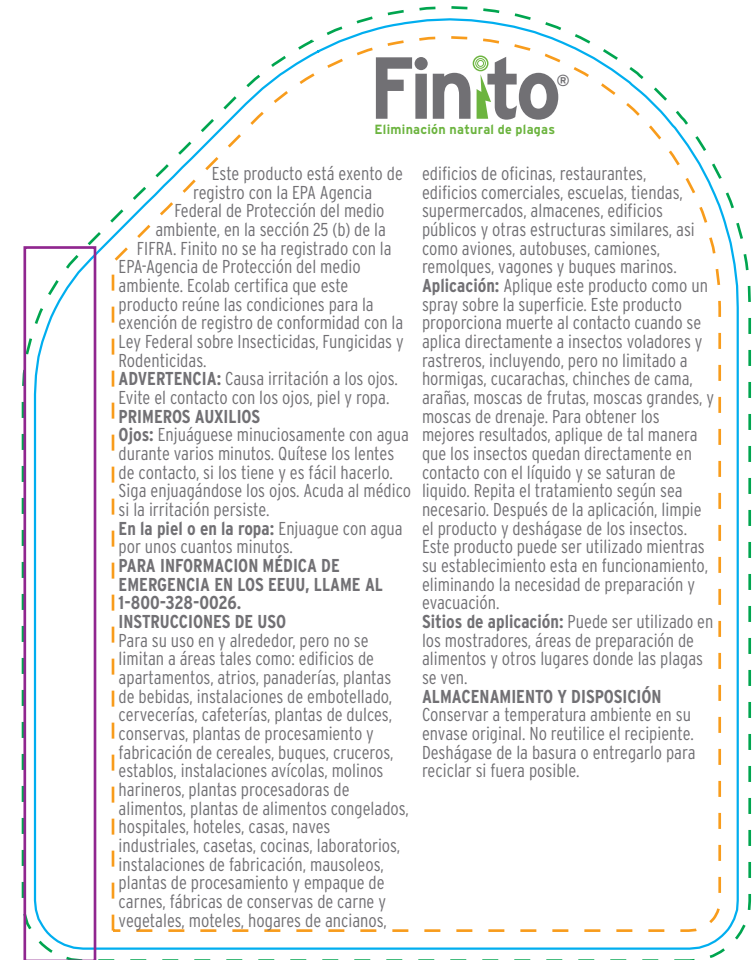 Finito®
Eliminación natural de plagas
Este producto está exento de
registro con la EPA Agencia
Federal de Protección del medio
ambiente, en la sección 25 (b) de la
FIFRA. Finito no se ha registrado con la
EPA-Agencia de Protección del medio
ambiente. Ecolab certifica que este
producto reúne las condiciones para la
exención de registro de conformidad con la
Ley Federal sobre Insecticidas, Fungicidas y
Rodenticidas.
ADVERTENCIA: Causa irritación a los ojos.
Evite el contacto con los ojos, piel y ropa.
PRIMEROS AUXILIOS
Ojos: Enjuáguese minuciosamente con agua
durante varios minutos. Quítese los lentes
de contacto, si los tiene y es fácil hacerlo.
Siga enjuagándose los ojos. Acuda al médico
si la irritación persiste.
En la piel o en la ropa: Enjuague con agua
por unos cuantos minutos.
PARA INFORMACION MÉDICA DE
EMERGENCIA EN LOS EEUU, LLAME AL
1-800-328-0026.
INSTRUCCIONES DE USO
Para su uso en y alrededor, pero no se
limitan a áreas tales como: edificios de
apartamentos, atrios, panaderías, plantas
de bebidas, instalaciones de embotellado,
cervecerías, cafeterías, plantas de dulces,
conservas, plantas de procesamiento y
fabricación de cereales, buques, cruceros,
establos, instalaciones avícolas, molinos
harineros, plantas procesadoras de
alimentos, plantas de alimentos congelados,
hospitales, hoteles, casas, naves
industriales, casetas, cocinas, laboratorios,
instalaciones de fabricación, mausoleos,
plantas de procesamiento y empaque de
carnes, fábricas de conservas de carne y
vegetales, moteles, hogares de ancianos,
edificios de oficinas, restaurantes,
edificios comerciales, escuelas, tiendas,
supermercados, almacenes, edificios
públicos y otras estructuras similares, asi
como aviones, autobuses, camiones,
remolques, vagones y buques marinos.
Aplicación: Aplique este producto como un
spray sobre la superficie. Este producto
proporciona muerte al contacto cuando se
aplica directamente a insectos voladores y
rastreros, incluyendo, pero no limitado a
hormigas, cucarachas, chinches de cama,
arañas, moscas de frutas, moscas grandes, y
moscas de drenaje. Para obtener los
mejores resultados, aplique de tal manera
que los insectos quedan directamente en
contacto con el líquido y se saturan de
liquido. Repita el tratamiento según sea
necesario. Después de la aplicación, limpie
el producto y deshágase de los insectos.
Este producto puede ser utilizado mientras
su establecimiento esta en funcionamiento,
eliminando la necesidad de preparación y
evacuación.
Sitios de aplicación: Puede ser utilizado en
los mostradores, áreas de preparación de
alimentos y otros lugares donde las plagas
se ven.
ALMACENAMIENTO Y DISPOSICIÓN
Conservar a temperatura ambiente en su
envase original. No reutilice el recipiente.
Deshágase de la basura o entregarlo para
reciclar si fuera posible.